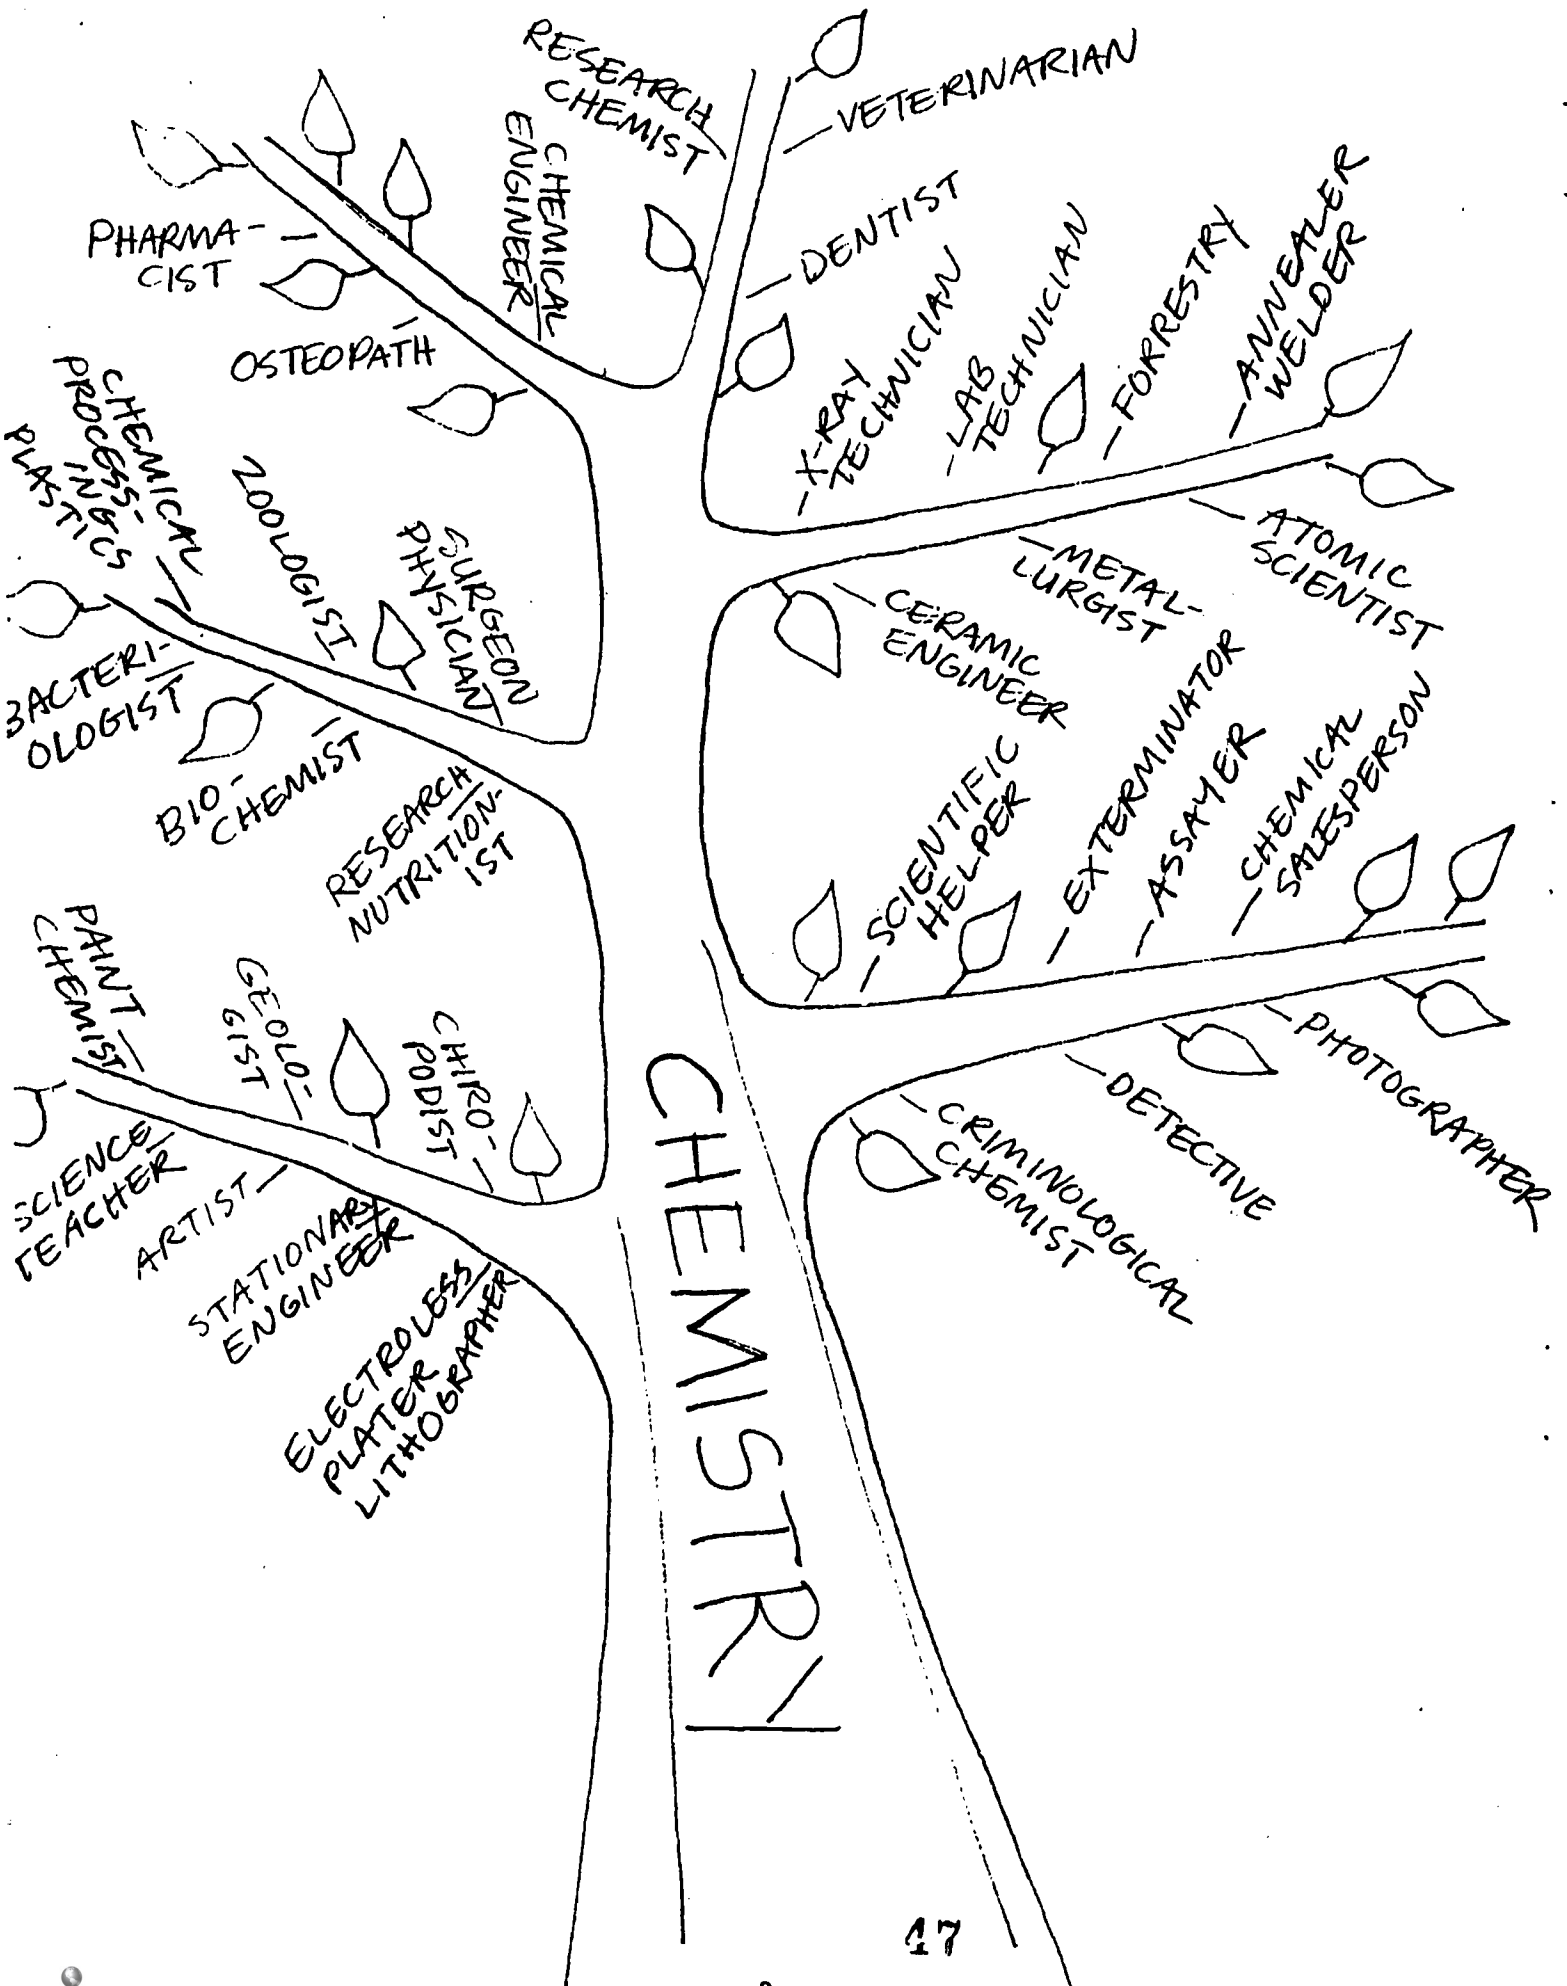 RESEARCH
CHEMIST
VETERINARIAN
CHEMICAL
ENGINEER
PHARMA-
CIST
OSTEOPATH
DENTIST
X-RAY
TECHNICIAN
LAB
TECHNICIAN
FORRESTRY
ANNEALER
WELDER
ATOMIC
SCIENTIST
METAL-
LURGIST
CERAMIC
ENGINEER
CHEMICAL
PROCESS-
INGS
PLASTICS
ZOOLOGIST
SURGEON
PHYSICIAN
BACTERI-
OLOGIST
BIO-
CHEMIST
RESEARCH
NUTRITION-
IST
SCIENTIFIC
HELPER
EXTERMINATOR
ASSAYER
CHEMICAL
SALESPERSON
PHOTOGRAPHER
DETECTIVE
CRIMINOLOGICAL
CHEMIST
PAINT
CHEMIST
GEOLO-
GIST
CHIRO-
PODIST
SCIENCE
TEACHER
ARTIST
STATIONARY
ENGINEER
ELECTROLESS
PLATER
LITHOGRAPHER
CHEMISTRY
47